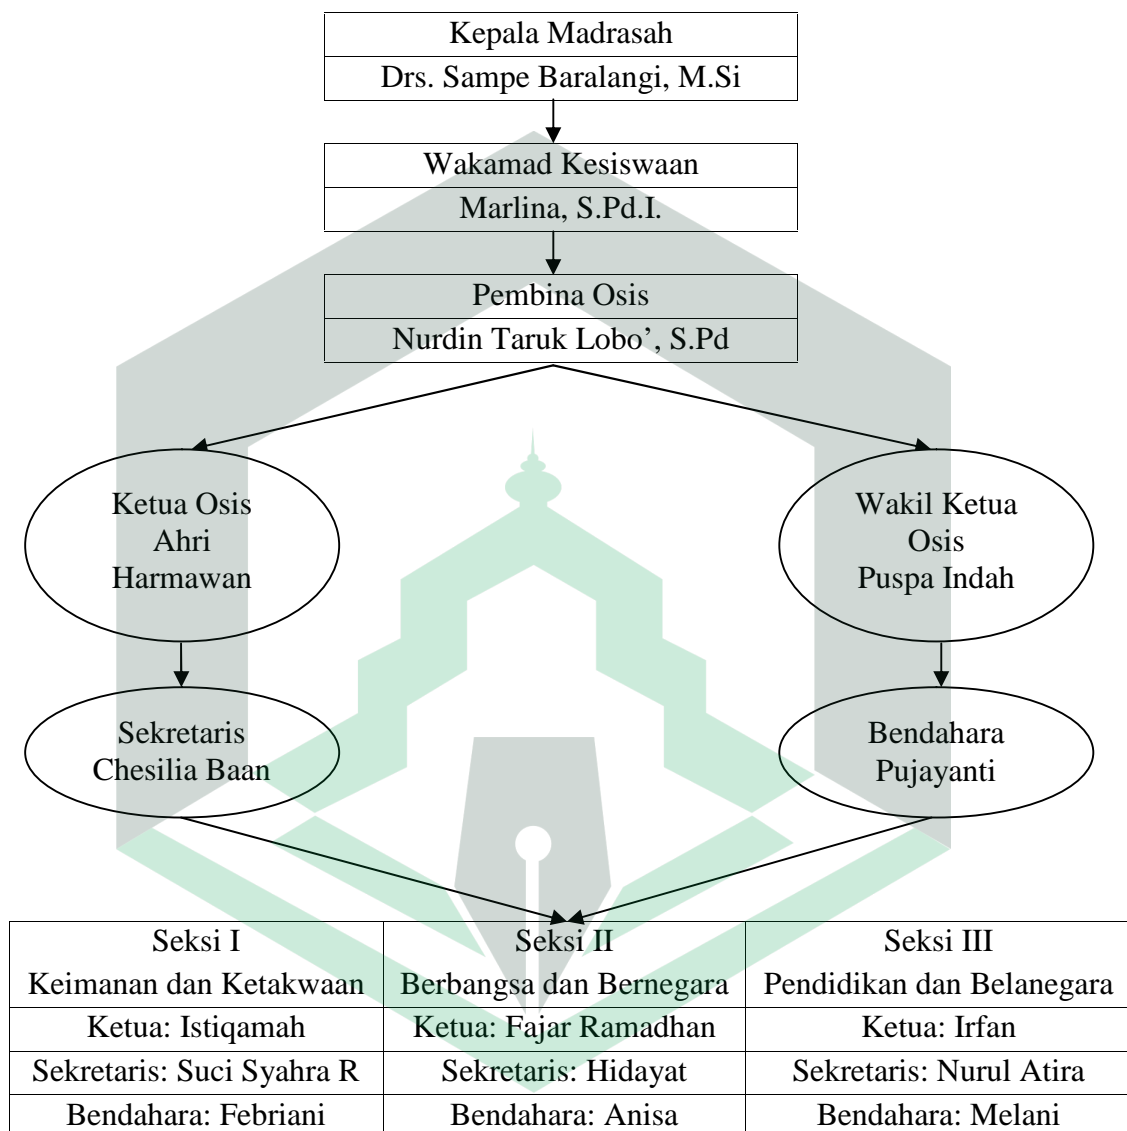 Kepala Madrasah
Drs. Sampe Baralangi, M.Si
Wakamad Kesiswaan
Marlina, S.Pd.I.
Pembina Osis
Nurdin Taruk Lobo’, S.Pd
Ketua Osis
Ahri
Harmawan
Wakil Ketua
Osis
Puspa Indah
Sekretaris
Chesilia Baan
Bendahara
Pujayanti
Seksi I
Keimanan dan Ketakwaan
Ketua: Istiqamah
Sekretaris: Suci Syahra R
Bendahara: Febriani
Seksi II
Berbangsa dan Bernegara
Ketua: Fajar Ramadhan
Sekretaris: Hidayat
Bendahara: Anisa
Seksi III
Pendidikan dan Belanegara
Ketua: Irfan
Sekretaris: Nurul Atira
Bendahara: Melani